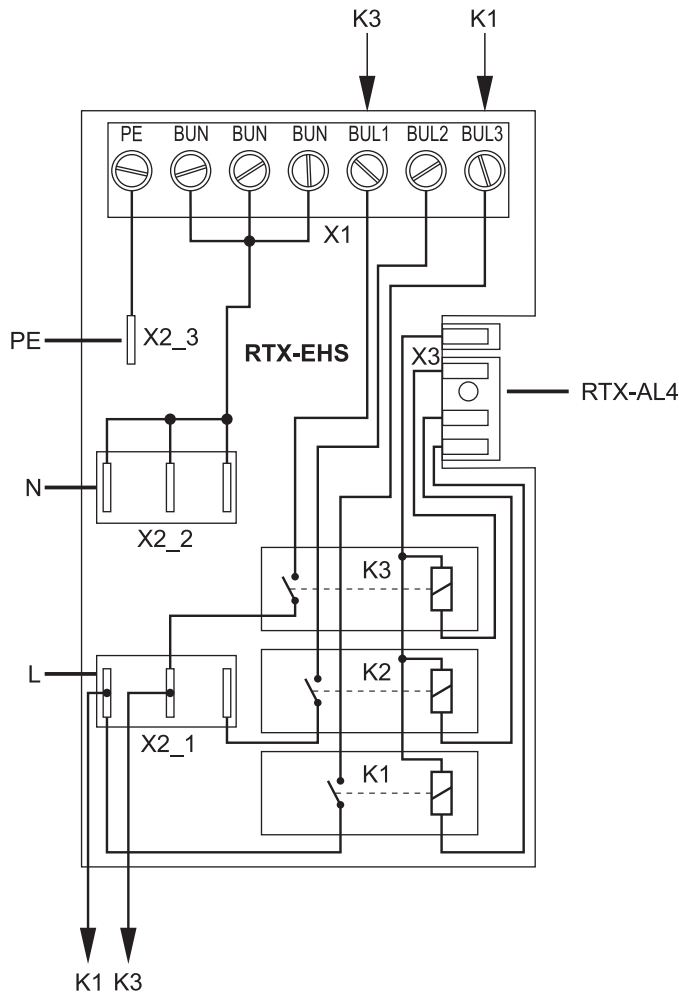 K3 K1
PE BUN BUN BUN BUL1 BUL2 BUL3
X1
PE X2_3 RTX-EHS X3 RTX-AL4
N
X2_2
K3
L K2
X2_1
K1
K1 K3